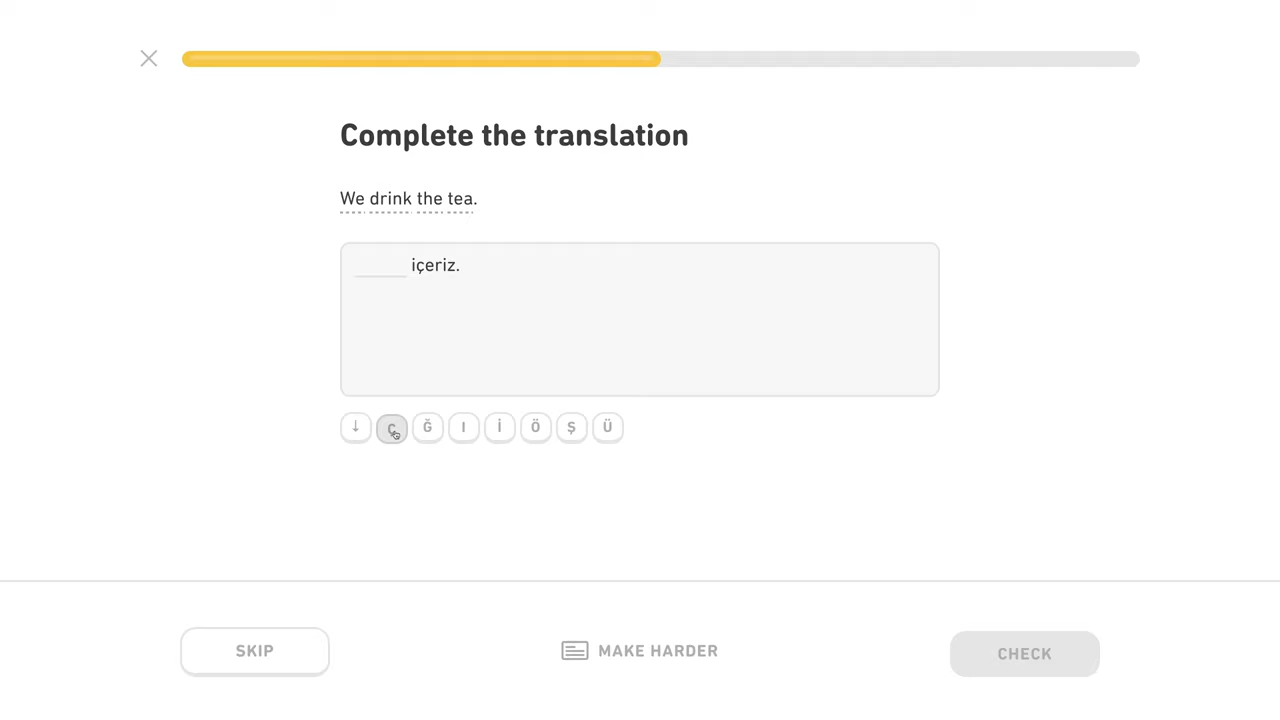 Complete the translation
We drink the tea.
içeriz.
↓ Ç Ğ I İ Ö Ş Ü
SKIP
MAKE HARDER
CHECK